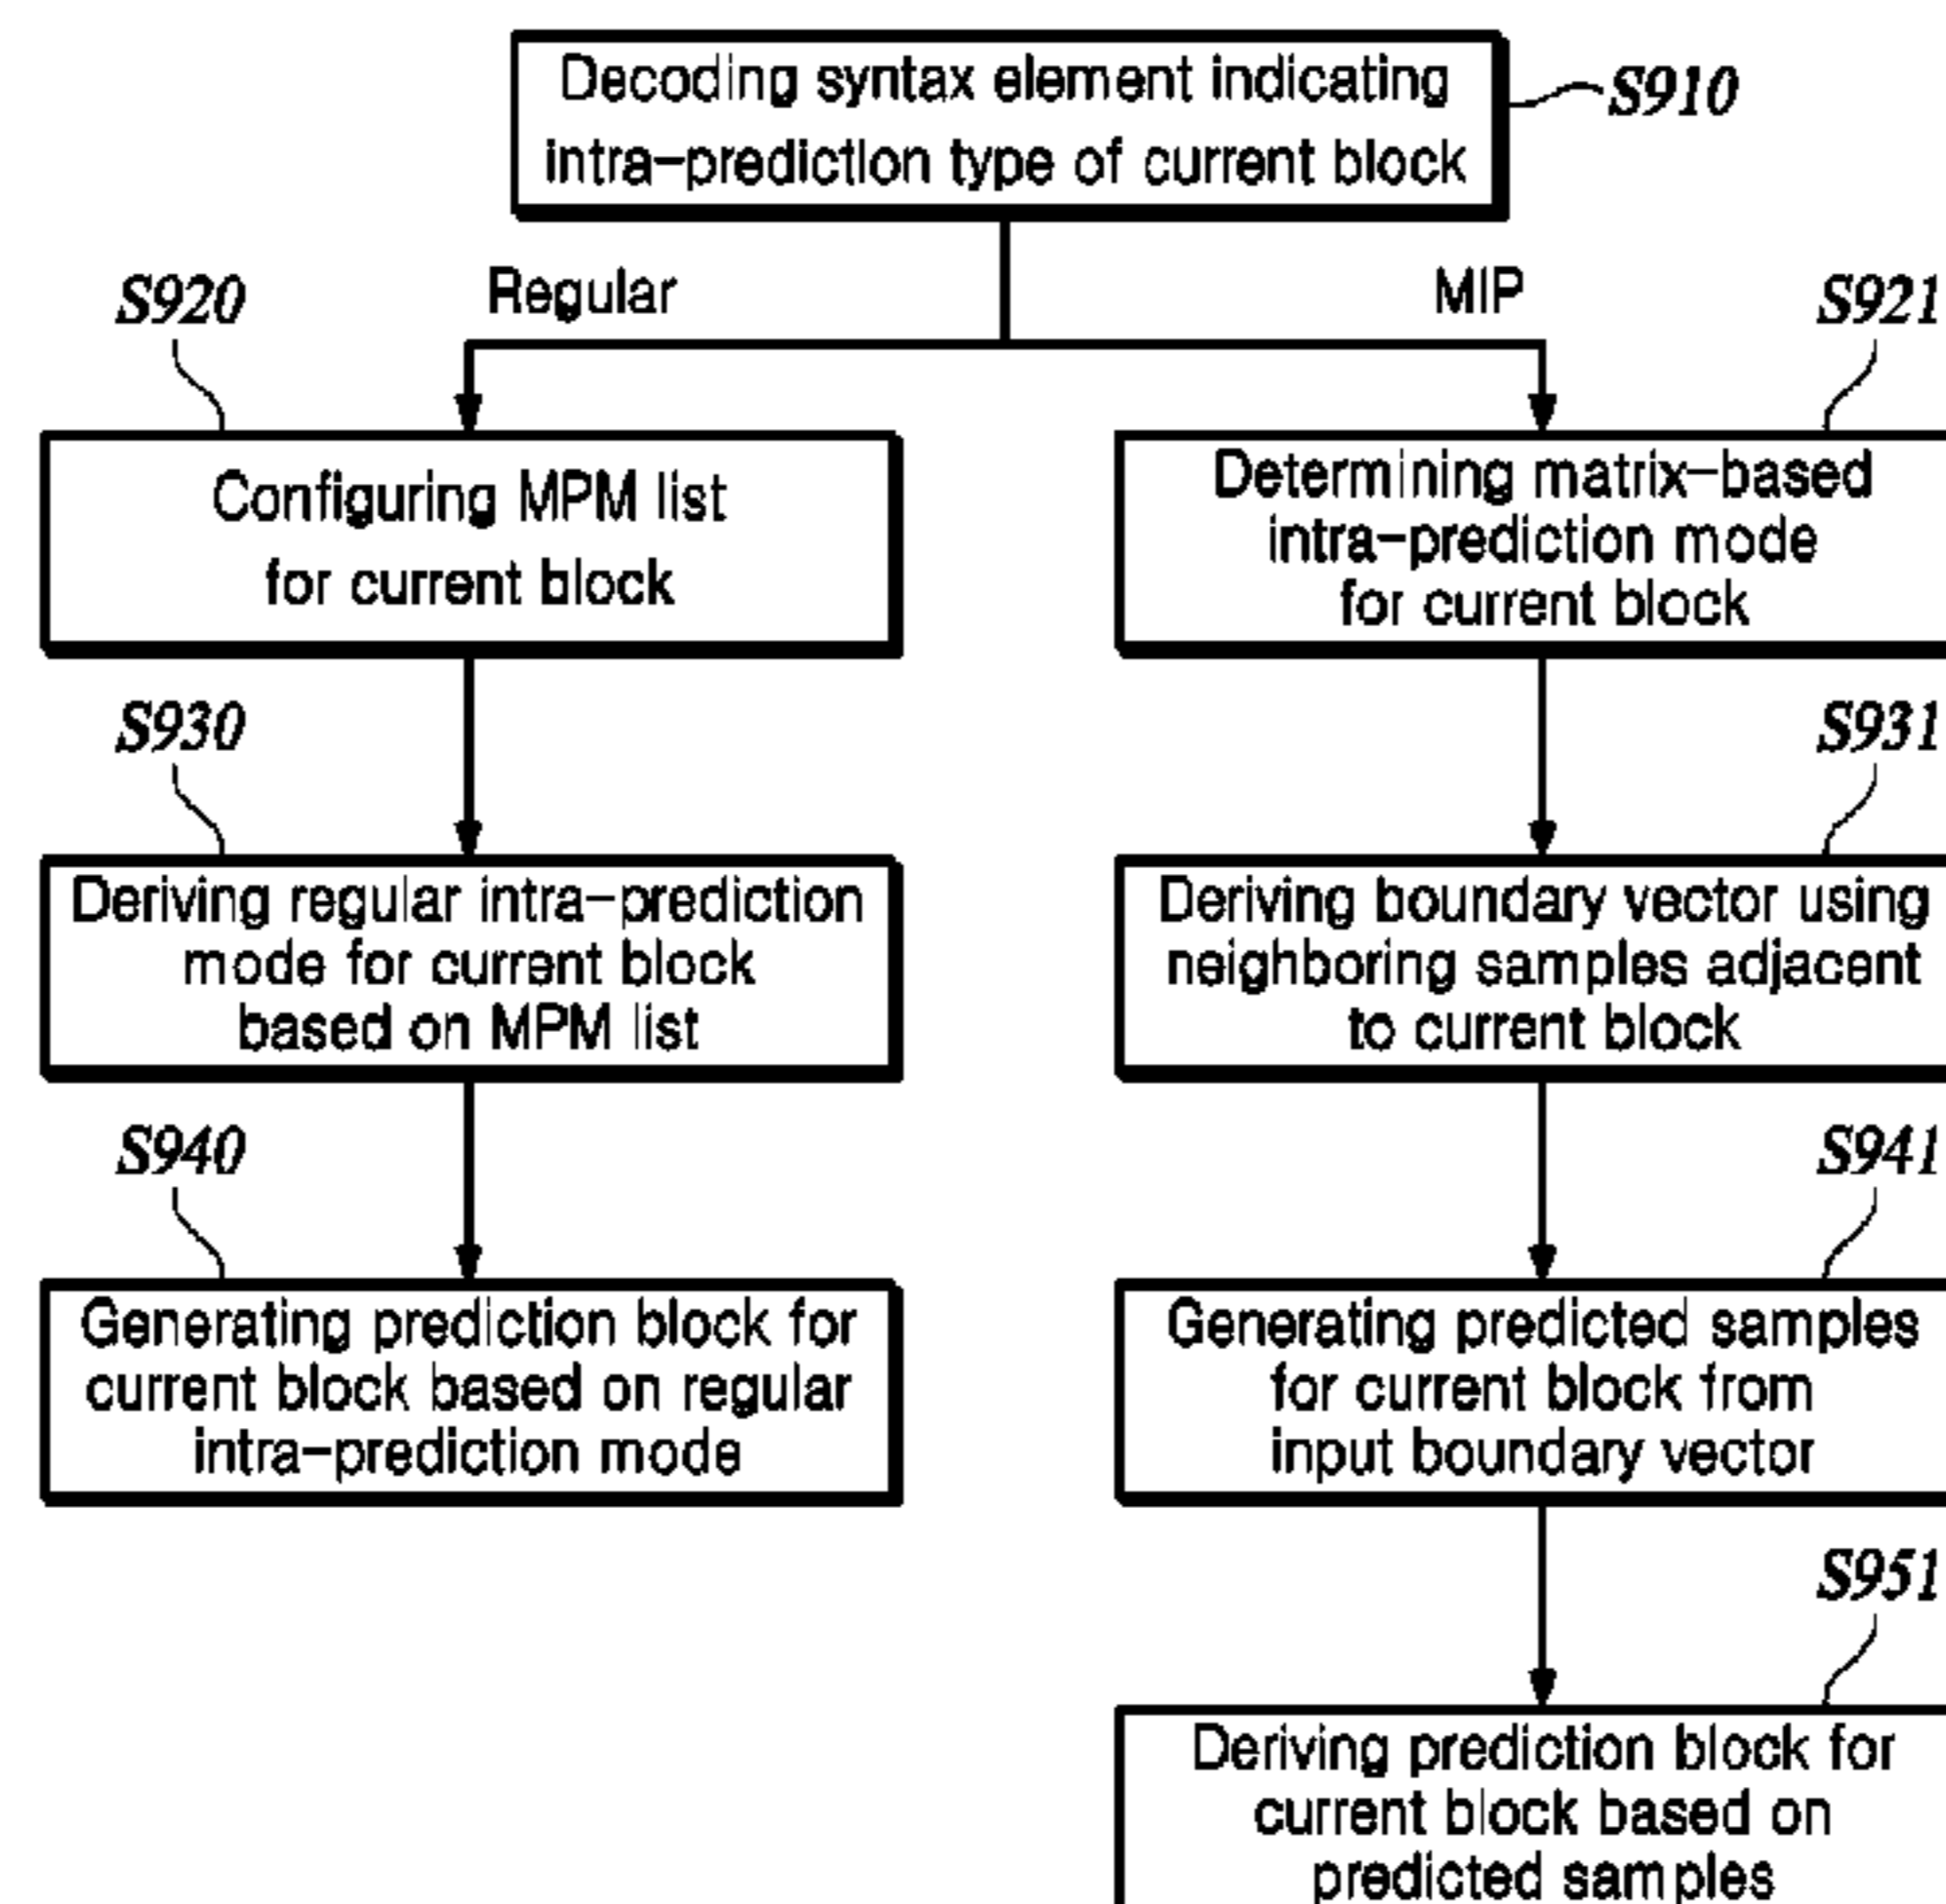 Decoding syntax element indicating
intra-prediction type of current block
S910
Regular
MIP
S920
S921
Configuring MPM list
for current block
Determining matrix-based
intra-prediction mode
for current block
S930
S931
Deriving regular intra-prediction
mode for current block
based on MPM list
Deriving boundary vector using
neighboring samples adjacent
to current block
S940
S941
Generating prediction block for
current block based on regular
intra-prediction mode
Generating predicted samples
for current block from
input boundary vector
S951
Deriving prediction block for
current block based on
predicted samples